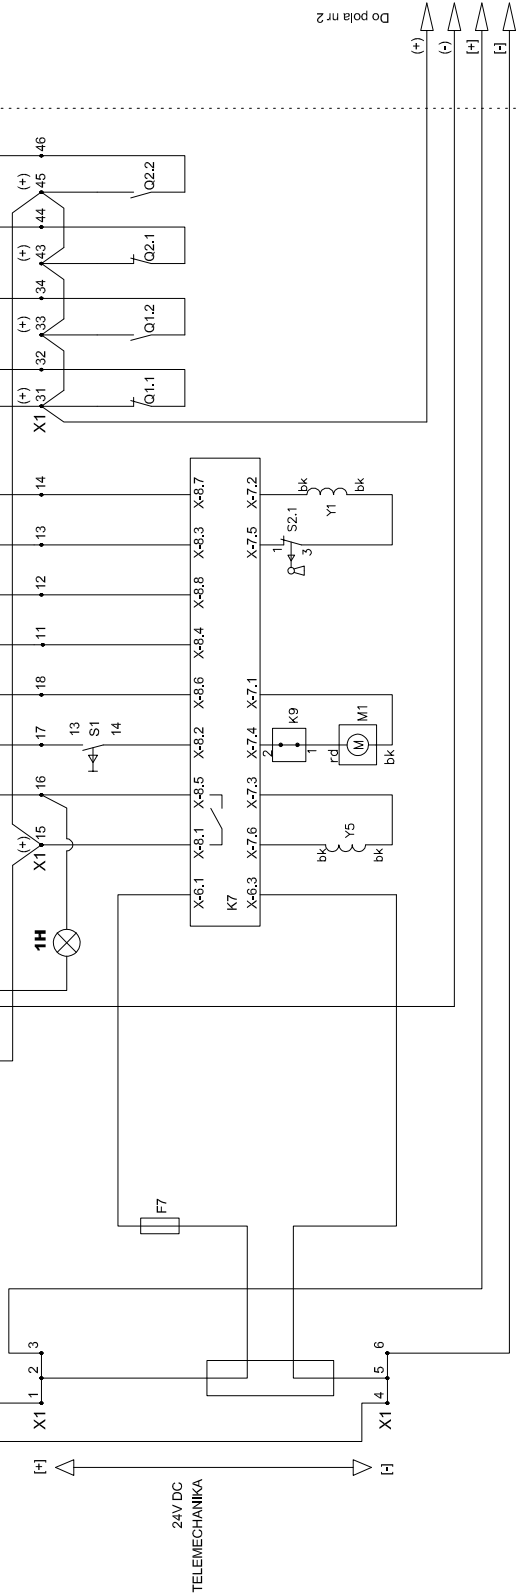 Do pola nr 2
(+)
(-)
[+]
[-]
46
(+) 45
44
(+) 43
34
(+) 33
32
(+) 31
X1
Q2.2
Q2.1
Q1.2
Q1.1
14
13
12
11
18
17
16
(+) 15
X1
13
S1
14
1H
X-8.7
X-8.3
X-8.8
X-8.4
X-8.6
X-8.2
X-8.5
X-8.1
X-6.1
K7
X-7.2
X-7.5
X-7.1
X-7.4
X-7.3
X-7.6
X-6.3
bk
Y1
bk
1
S2.1
3
2
K9
1
rd
M
M1
bk
bk
Y5
bk
F7
3
2
1
X1
6
5
4
X1
[+]
[-]
24V DC
TELEMECHANIKA